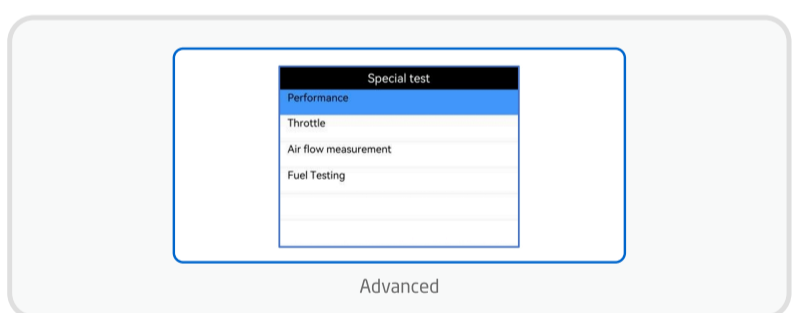 Special test
Performance
Throttle
Air flow measurement
Fuel Testing
Advanced